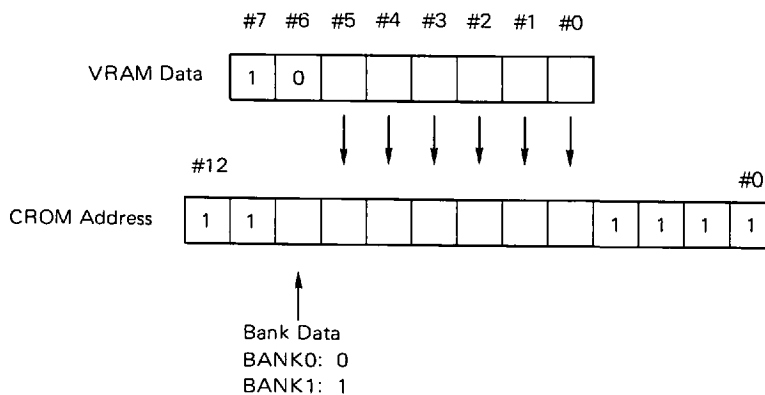 #7 #6 #5 #4 #3 #2 #1 #0
VRAM Data 1 0
#12 #0
CROM Address 1 1 1 1 1 1
Bank Data
BANK0: 0
BANK1: 1